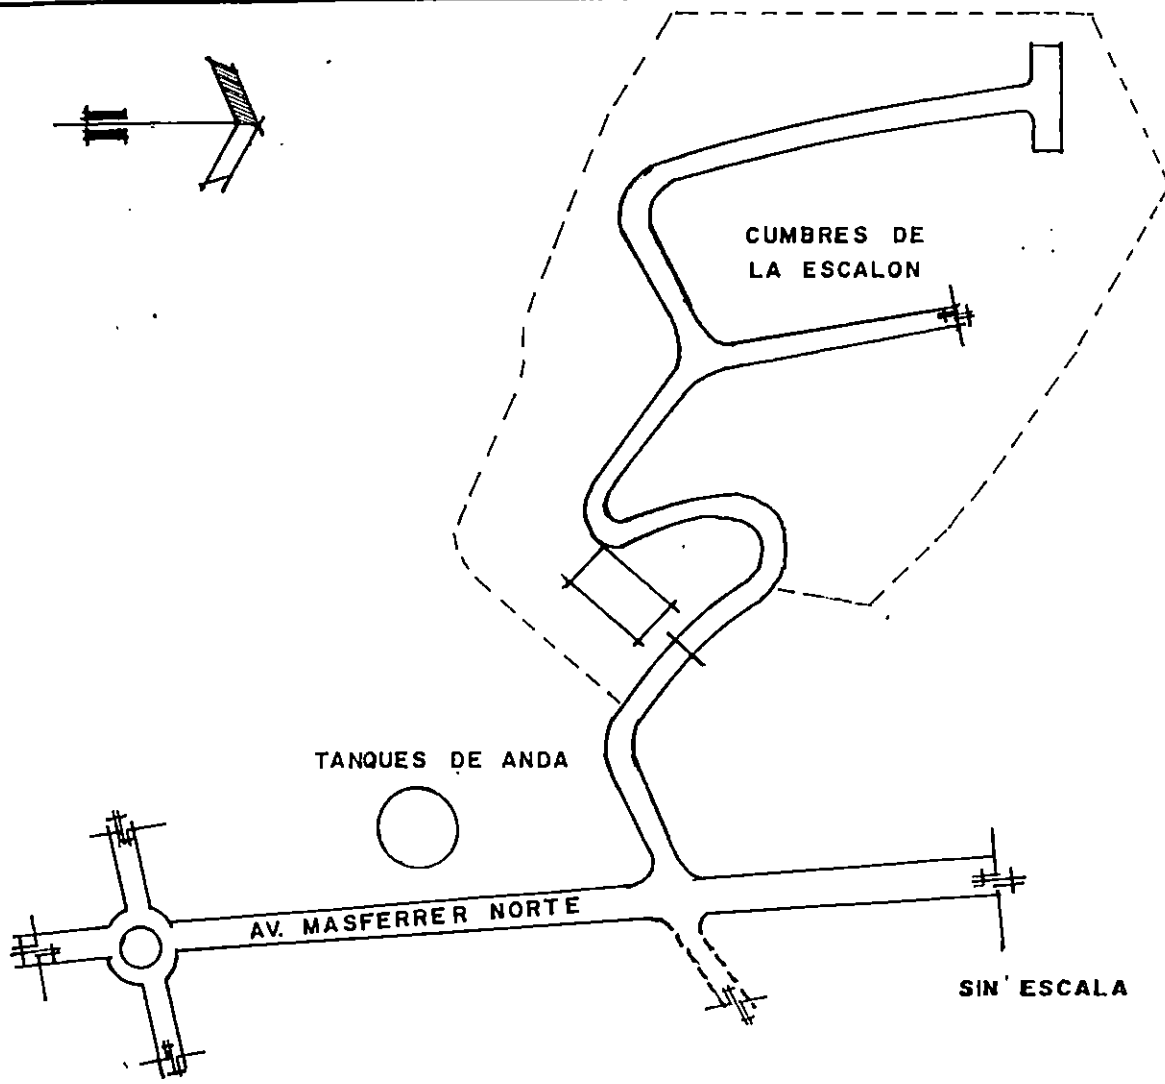 CUMBRES DE
LA ESCALON
TANQUES DE ANDA
AV. MASFERRER NORTE
SIN' ESCALA